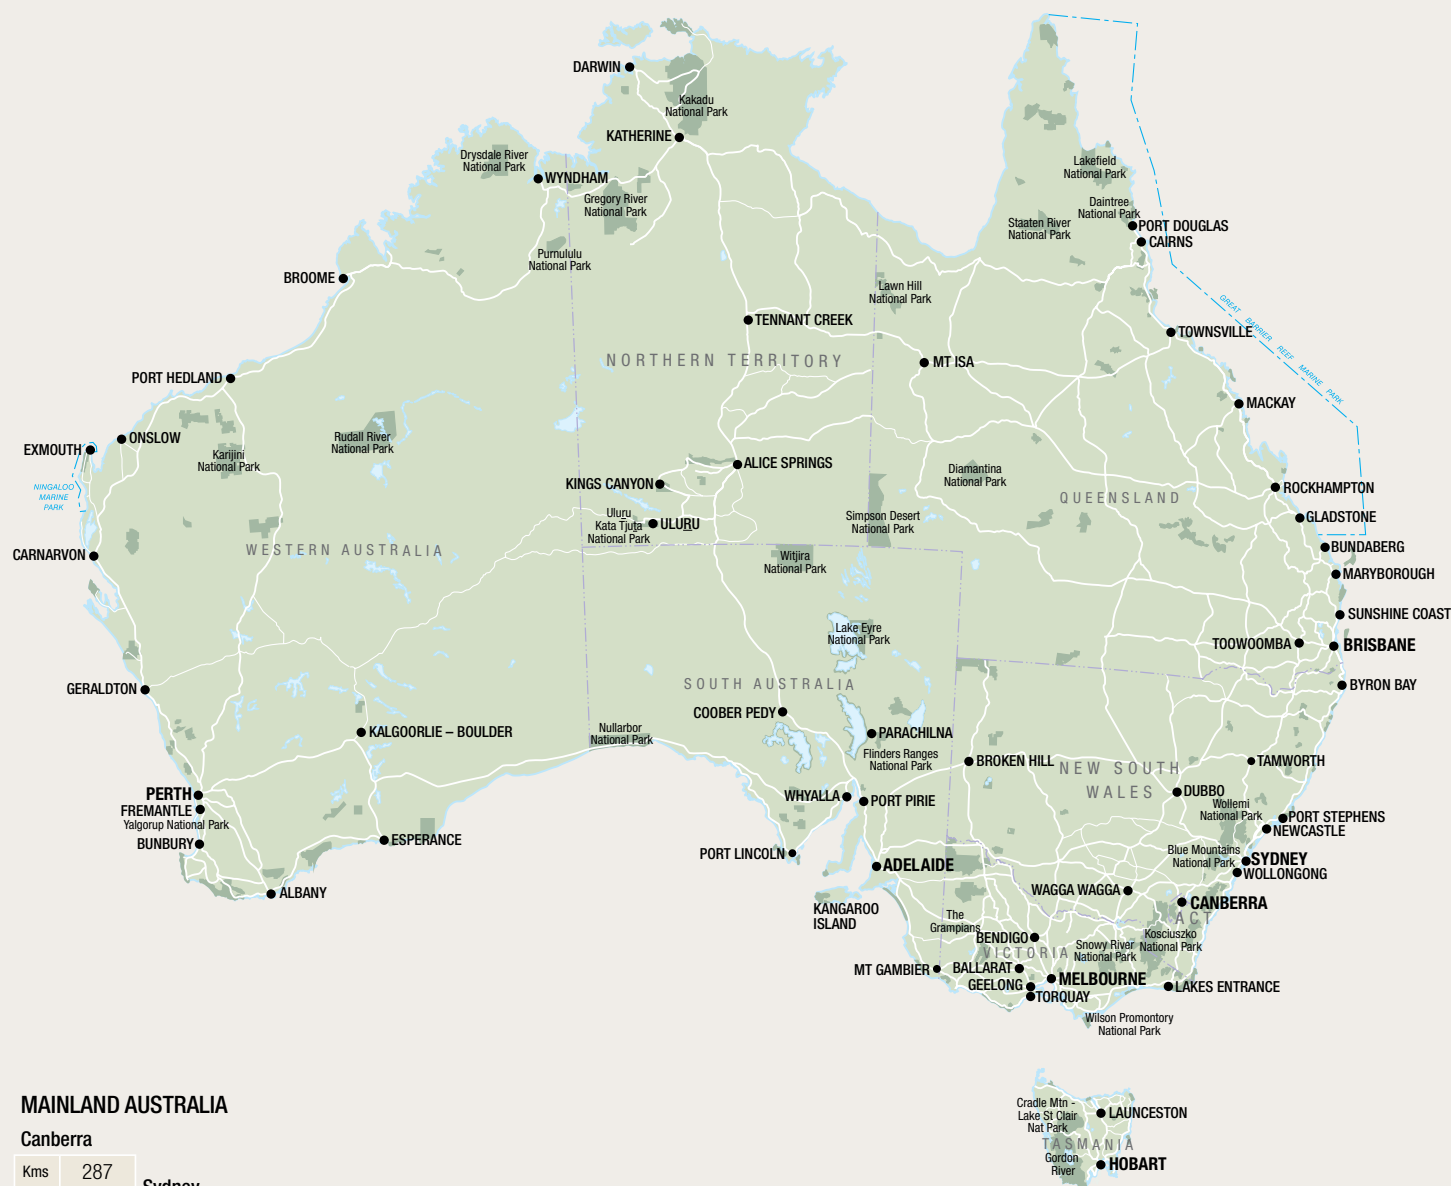 DARWIN
Kakadu
National Park
KATHERINE
Drysdale River
National Park
WYNDHAM
Gregory River
National Park
Purnululu
National Park
BROOME
Lakefield
National Park
Daintree
National Park
Staaten River
National Park
PORT DOUGLAS
CAIRNS
Lawn Hill
National Park
GREAT BARRIER REEF MARINE PARK
TENNANT CREEK
TOWNSVILLE
NORTHERN TERRITORY
MT ISA
PORT HEDLAND
MACKAY
ONSLOW
EXMOUTH
Rudall River
National Park
Karijini
National Park
NINGALOO
MARINE
PARK
ALICE SPRINGS
KINGS CANYON
Diamantina
National Park
QUEENSLAND
ROCKHAMPTON
GLADSTONE
Uluṟu
Kata Tjuṯa
National Park
ULUṞU
Simpson Desert
National Park
CARNARVON
WESTERN AUSTRALIA
Witjira
National Park
BUNDABERG
MARYBOROUGH
SUNSHINE COAST
Lake Eyre
National Park
TOOWOOMBA
BRISBANE
GERALDTON
SOUTH AUSTRALIA
BYRON BAY
COOBER PEDY
KALGOORLIE – BOULDER
Nullarbor
National Park
PARACHILNA
Flinders Ranges
National Park
BROKEN HILL
NEW SOUTH
WALES
TAMWORTH
PERTH
FREMANTLE
Yalgorup National Park
BUNBURY
WHYALLA
PORT PIRIE
DUBBO
Wollemi
National Park
PORT STEPHENS
NEWCASTLE
ESPERANCE
PORT LINCOLN
ADELAIDE
Blue Mountains
National Park
SYDNEY
WOLLONGONG
ALBANY
WAGGA WAGGA
CANBERRA
ACT
KANGAROO
ISLAND
The
Grampians
BENDIGO
VICTORIA
Snowy River
National Park
Kosciuszko
National Park
MT GAMBIER
BALLARAT
GEELONG
MELBOURNE
TORQUAY
LAKES ENTRANCE
Wilson Promontory
National Park
Cradle Mtn -
Lake St Clair
Nat Park
LAUNCESTON
TASMANIA
Gordon
River
HOBART
MAINLAND AUSTRALIA
Canberra
Kms 287
Sydney